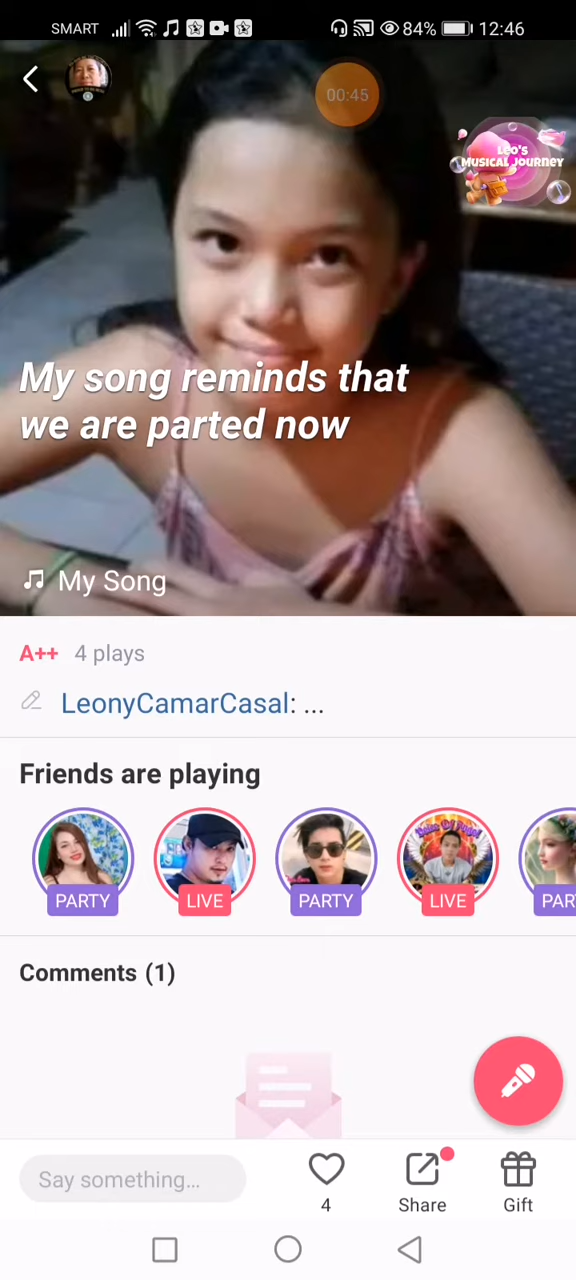 SMART 84% 12:46
00:45
LEO'S
MUSICAL JOURNEY
My song reminds that
we are parted now
My Song
A++ 4 plays
LeonyCamarCasal: ...
Friends are playing
PARTY LIVE PARTY LIVE PAR
Comments (1)
Say something...
4 Share Gift